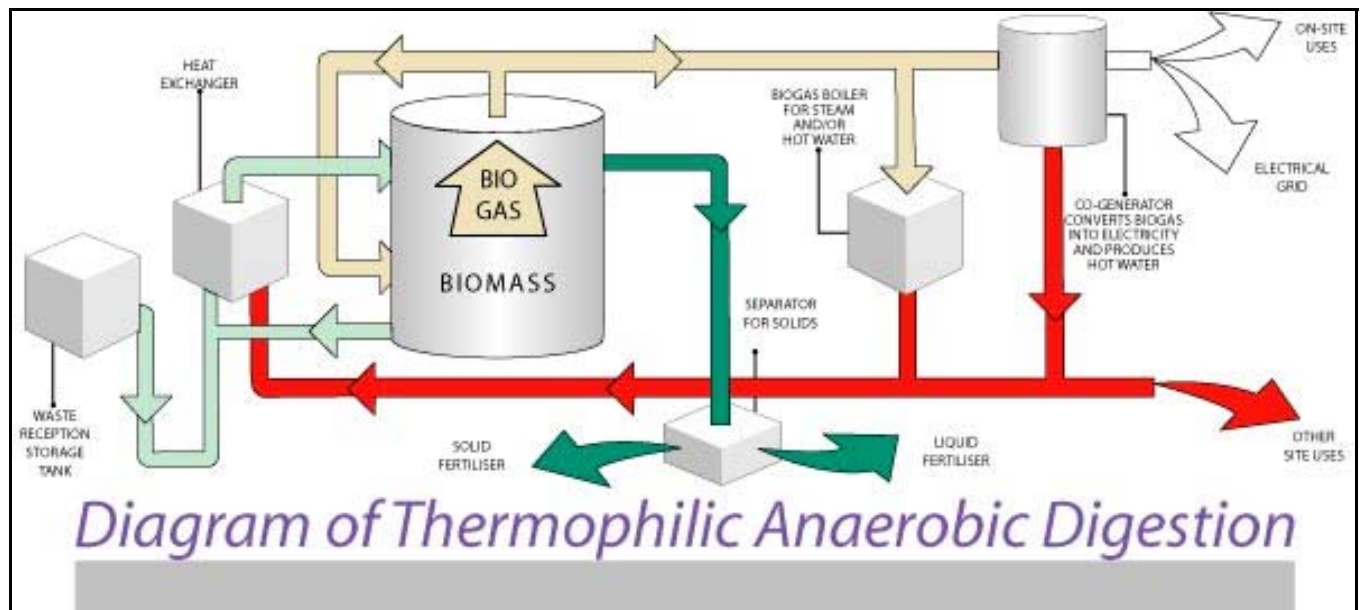 HEAT
EXCHANGER
BIO
GAS
BIOMASS
BIOGAS BOILER
FOR STEAM
AND/OR
HOT WATER
ON-SITE
USES
ELECTRICAL
GRID
CO-GENERATOR
CONVERTS BIOGAS
INTO ELECTRICITY
AND PRODUCES
HOT WATER
SEPARATOR
FOR SOLIDS
WASTE
RECEPTION
STORAGE
TANK
SOLID
FERTILISER
LIQUID
FERTILISER
OTHER
SITE USES
Diagram of Thermophilic Anaerobic Digestion